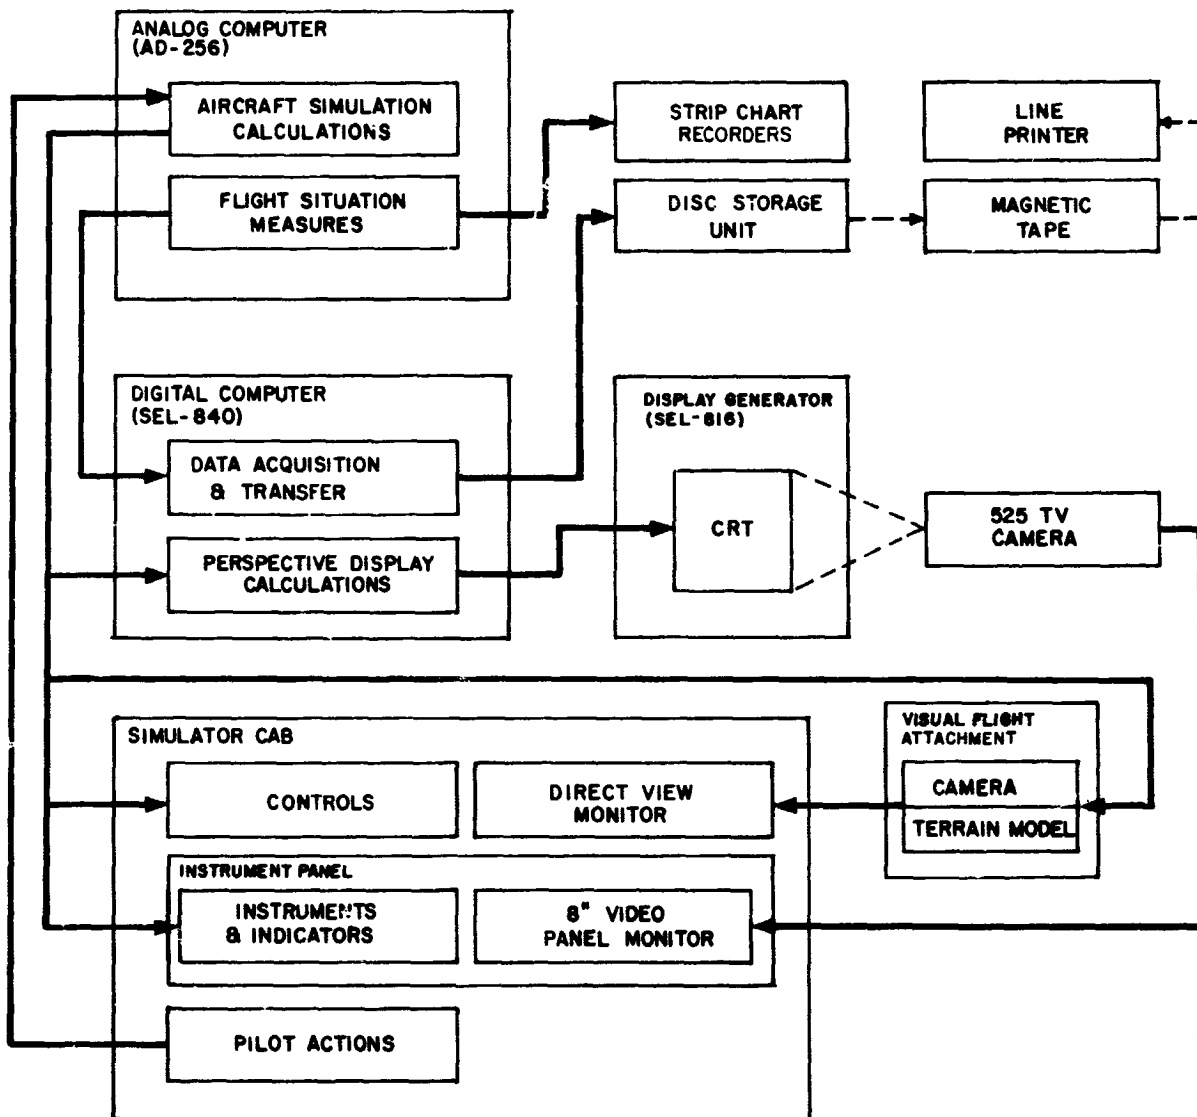 ANALOG COMPUTER
(AD-256)
AIRCRAFT SIMULATION
CALCULATIONS
FLIGHT SITUATION
MEASURES
STRIP CHART
RECORDERS
LINE
PRINTER
DISC STORAGE
UNIT
MAGNETIC
TAPE
DIGITAL COMPUTER
(SEL-840)
DATA ACQUISITION
& TRANSFER
PERSPECTIVE DISPLAY
CALCULATIONS
DISPLAY GENERATOR
(SEL-816)
CRT
525 TV
CAMERA
SIMULATOR CAB
CONTROLS
DIRECT VIEW
MONITOR
VISUAL FLIGHT
ATTACHMENT
CAMERA
TERRAIN MODEL
INSTRUMENT PANEL
INSTRUMENTS
& INDICATORS
8" VIDEO
PANEL MONITOR
PILOT ACTIONS